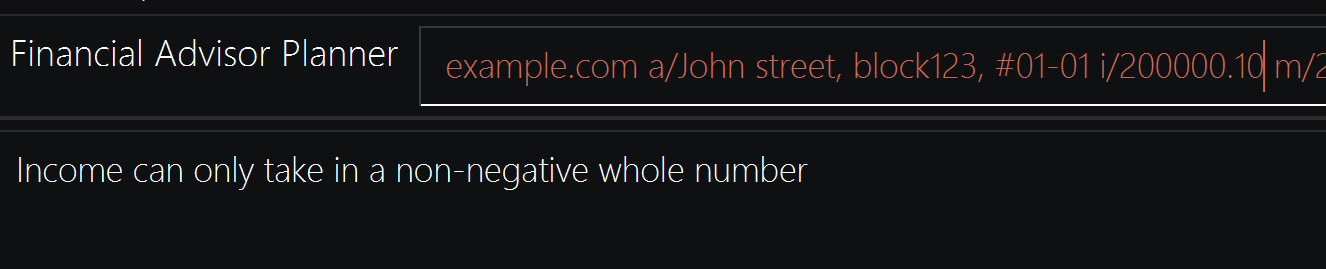 Financial Advisor Planner
example.com a/John street, block123, #01-01 i/200000.10 m/2
Income can only take in a non-negative whole number